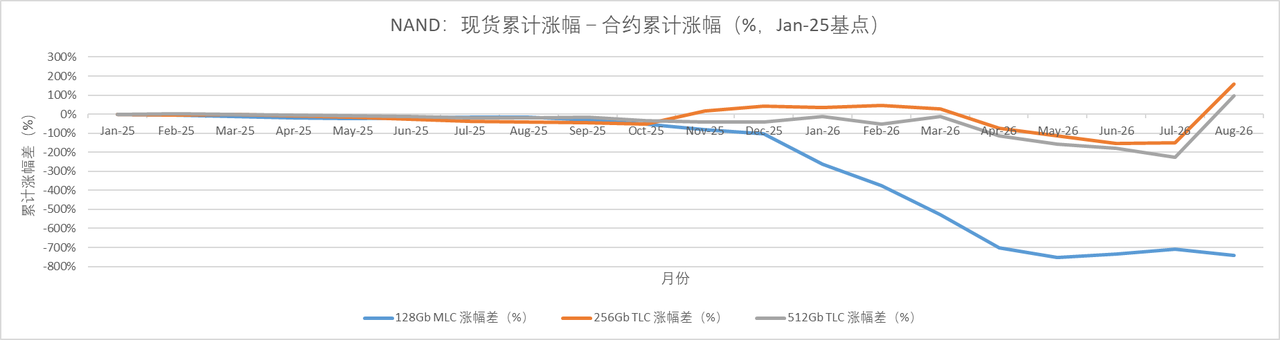 NAND：现货累计涨幅 – 合约累计涨幅（%，Jan-25基点）
300%
200%
100%
0%
-100%
-200%
-300%
-400%
-500%
-600%
-700%
-800%
累计涨幅差 （%）
Jan-25 Feb-25 Mar-25 Apr-25 May-25 Jun-25 Jul-25 Aug-25 Sep-25 Oct-25 Nov-25 Dec-25 Jan-26 Feb-26 Mar-26 Apr-26 May-26 Jun-26 Jul-26 Aug-26
月份
128Gb MLC 涨幅差（%） 256Gb TLC 涨幅差（%） 512Gb TLC 涨幅差（%）